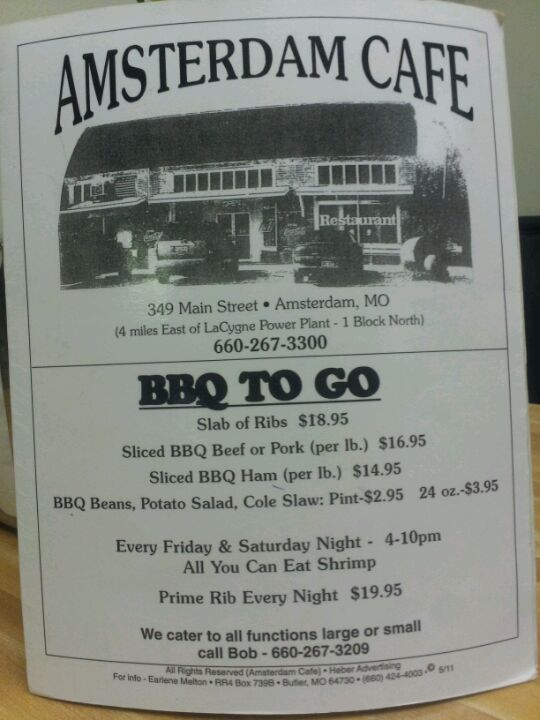 AMSTERDAM CAFE
Restaurant
349 Main Street • Amsterdam, MO
(4 miles East of LaCygne Power Plant - 1 Block North)
660-267-3300
BBQ TO GO
Slab of Ribs $18.95
Sliced BBQ Beef or Pork (per lb.) $16.95
Sliced BBQ Ham (per lb.) $14.95
BBQ Beans, Potato Salad, Cole Slaw: Pint-$2.95 24 oz.-$3.95
Every Friday & Saturday Night - 4-10pm
All You Can Eat Shrimp
Prime Rib Every Night $19.95
We cater to all functions large or small
call Bob - 660-267-3209
All Rights Reserved (Amsterdam Cafe) • Heber Advertising
For info - Earlene Melton • RR4 Box 739B • Butler, MO 64730 • (660) 424-4003 • © 5/11